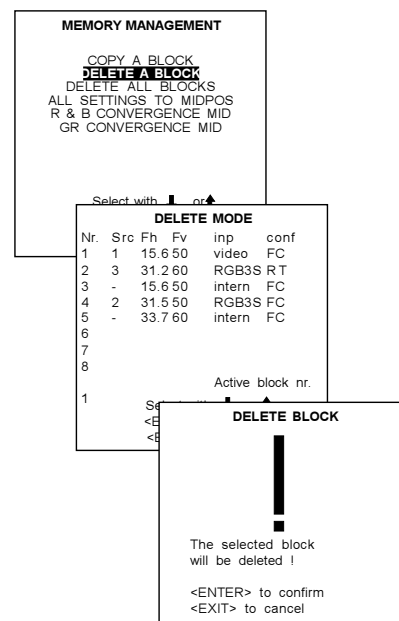 MEMORY MANAGEMENT
COPY A BLOCK
DELETE A BLOCK
DELETE ALL BLOCKS
ALL SETTINGS TO MIDPOS
R & B CONVERGENCE MID
GR CONVERGENCE MID
Select with or
DELETE MODE
Nr. Src Fh Fv inp conf
1 1 15.6 50 video FC
2 3 31.2 60 RGB3S R T
3 - 15.6 50 intern FC
4 2 31.5 50 RGB3S FC
5 - 33.7 60 intern FC
6
7
8
Active block nr.
1
DELETE BLOCK
!
The selected block
will be deleted !
<ENTER> to confirm
<EXIT> to cancel